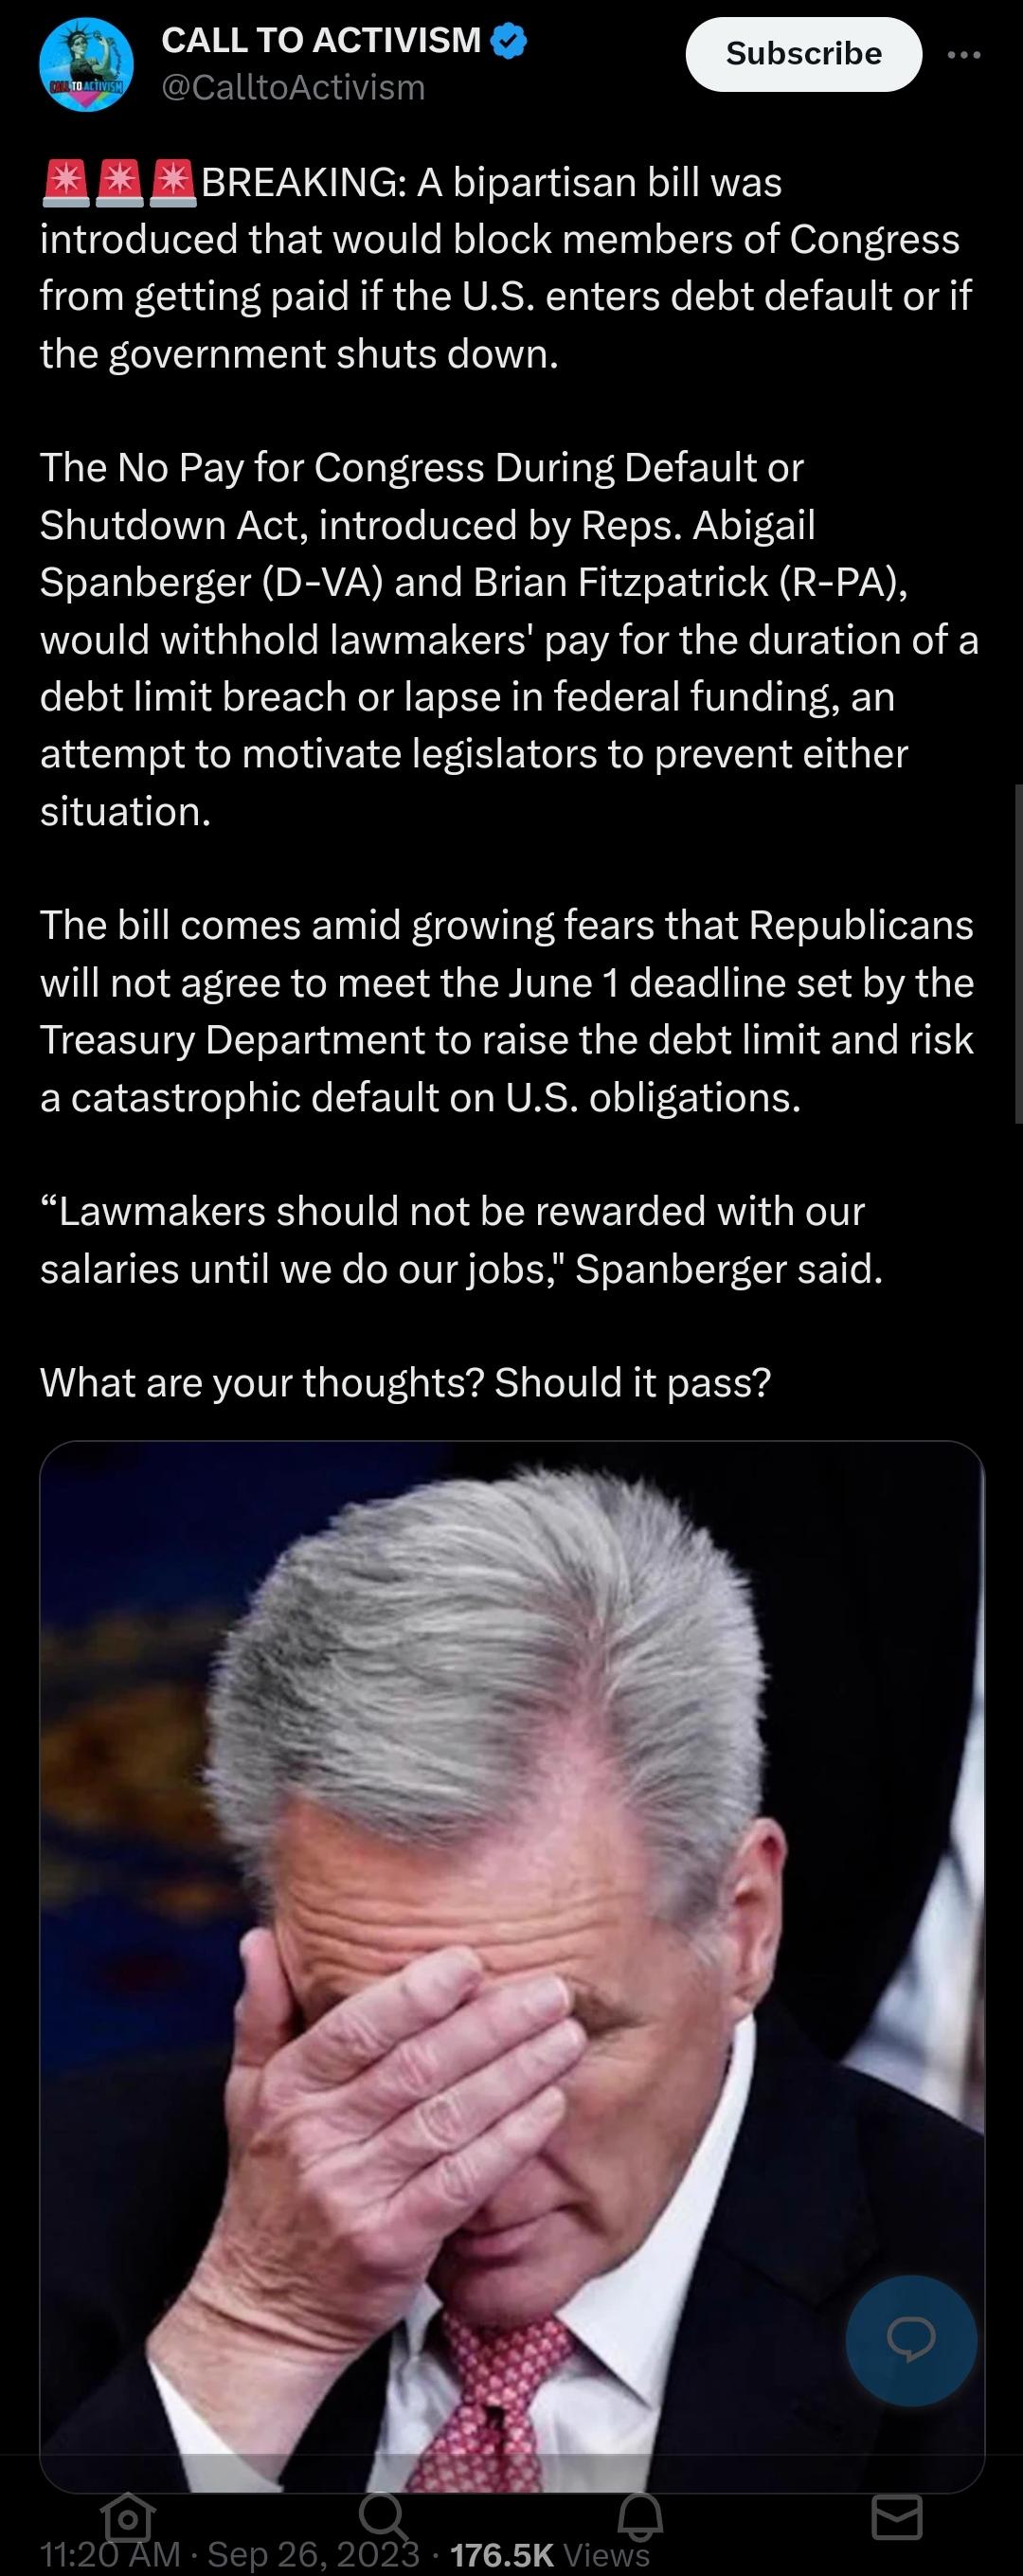 CALL TO ACTIVISM
@CalltoActivism
Subscribe
CALL TO ACTIVISM
🚨🚨🚨BREAKING: A bipartisan bill was
introduced that would block members of Congress
from getting paid if the U.S. enters debt default or if
the government shuts down.
The No Pay for Congress During Default or
Shutdown Act, introduced by Reps. Abigail
Spanberger (D-VA) and Brian Fitzpatrick (R-PA),
would withhold lawmakers' pay for the duration of a
debt limit breach or lapse in federal funding, an
attempt to motivate legislators to prevent either
situation.
The bill comes amid growing fears that Republicans
will not agree to meet the June 1 deadline set by the
Treasury Department to raise the debt limit and risk
a catastrophic default on U.S. obligations.
“Lawmakers should not be rewarded with our
salaries until we do our jobs," Spanberger said.
What are your thoughts? Should it pass?
11:20 AM · Sep 26, 2023 · 176.5K Views